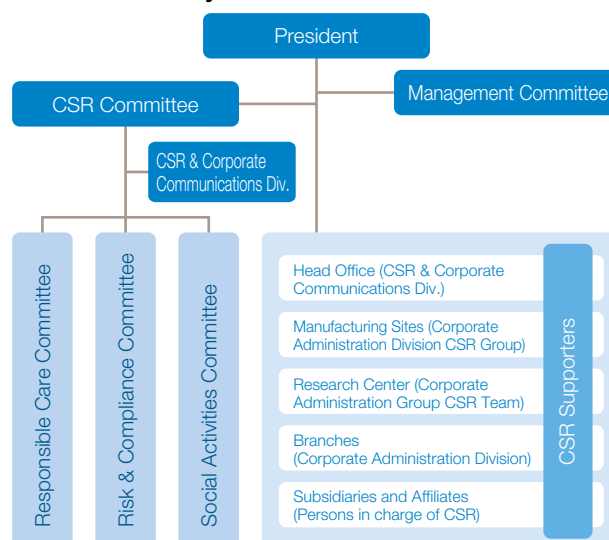 President
CSR Committee
Management Committee
CSR & Corporate
Communications Div.
Responsible Care Committee
Risk & Compliance Committee
Social Activities Committee
Head Office (CSR & Corporate
Communications Div.)
Manufacturing Sites (Corporate
Administration Division CSR Group)
Research Center (Corporate
Administration Group CSR Team)
Branches
(Corporate Administration Division)
Subsidiaries and Affiliates
(Persons in charge of CSR)
CSR Supporters